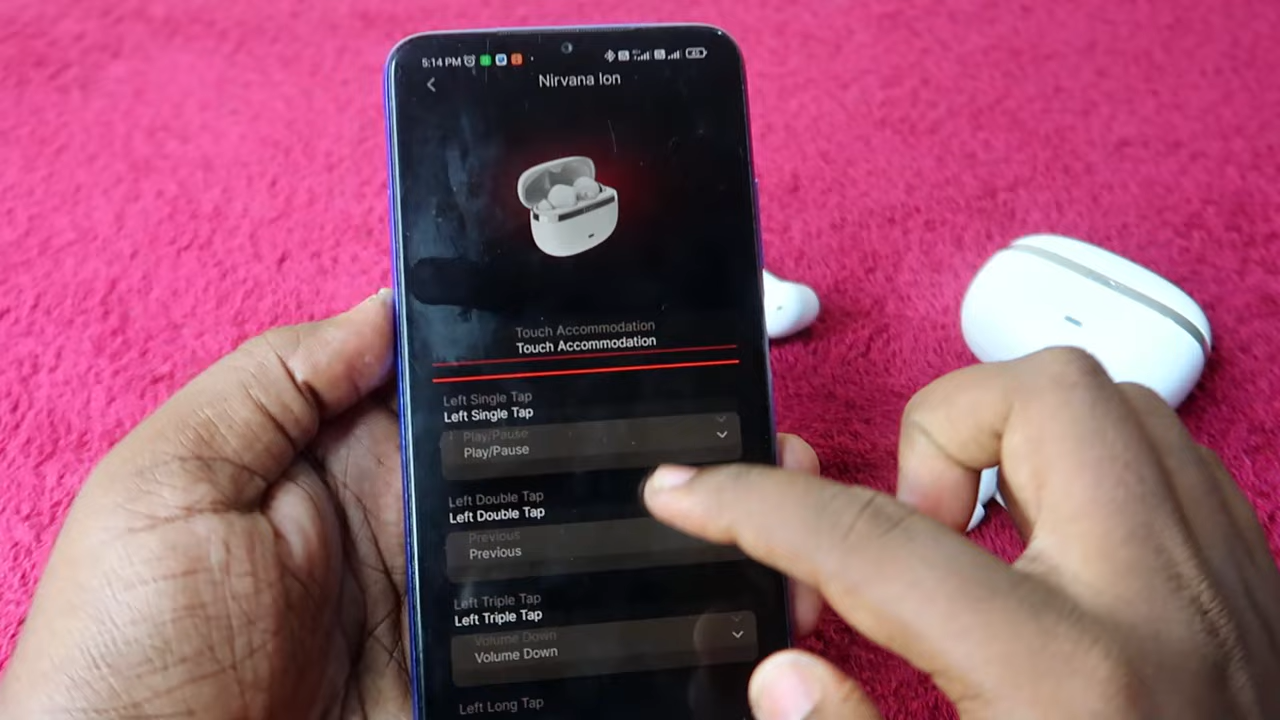 5:14 PM
45
Nirvana Ion
Touch Accommodation
Touch Accommodation
Left Single Tap
Left Single Tap
Play/Pause
Play/Pause
Left Double Tap
Left Double Tap
Previous
Previous
Left Triple Tap
Left Triple Tap
Volume Down
Volume Down
Left Long Tap